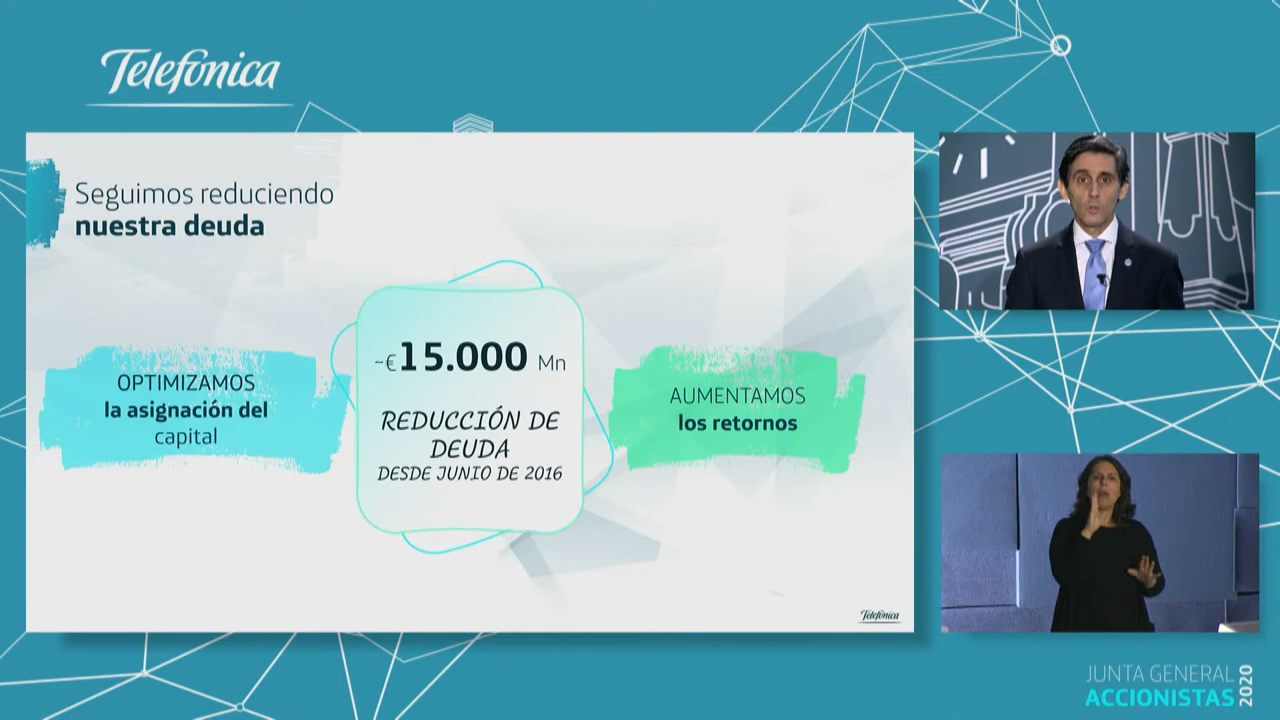 Telefónica
Seguimos reduciendo
nuestra deuda
OPTIMIZAMOS
la asignación del
capital
~€15.000 Mn
REDUCCIÓN DE
DEUDA
DESDE JUNIO DE 2016
AUMENTAMOS
los retornos
Telefónica
JUNTA GENERAL
ACCIONISTAS
2020